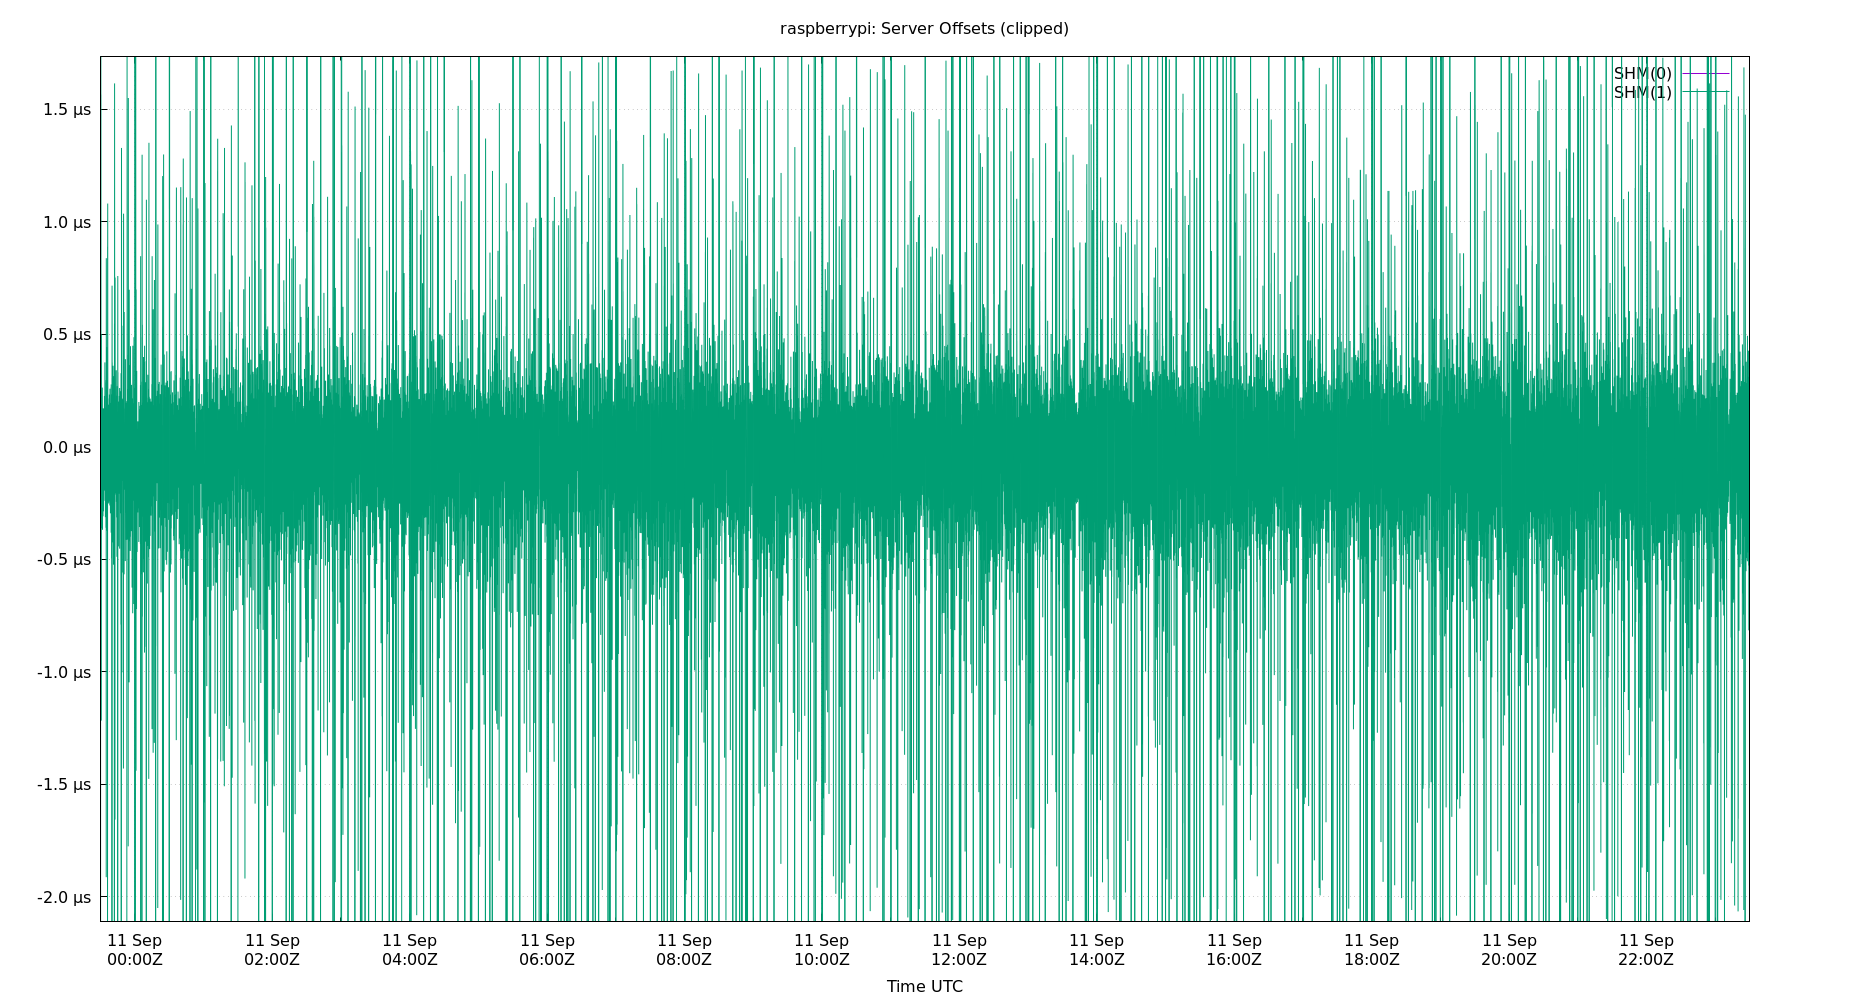 raspberrypi: Server Offsets (clipped)
SHM(0)
SHM(1)
1.5 µs
1.0 µs
0.5 µs
0.0 µs
-0.5 µs
-1.0 µs
-1.5 µs
-2.0 µs
11 Sep 11 Sep 11 Sep 11 Sep 11 Sep 11 Sep 11 Sep 11 Sep 11 Sep 11 Sep 11 Sep 11 Sep
00:00Z 02:00Z 04:00Z 06:00Z 08:00Z 10:00Z 12:00Z 14:00Z 16:00Z 18:00Z 20:00Z 22:00Z
Time UTC